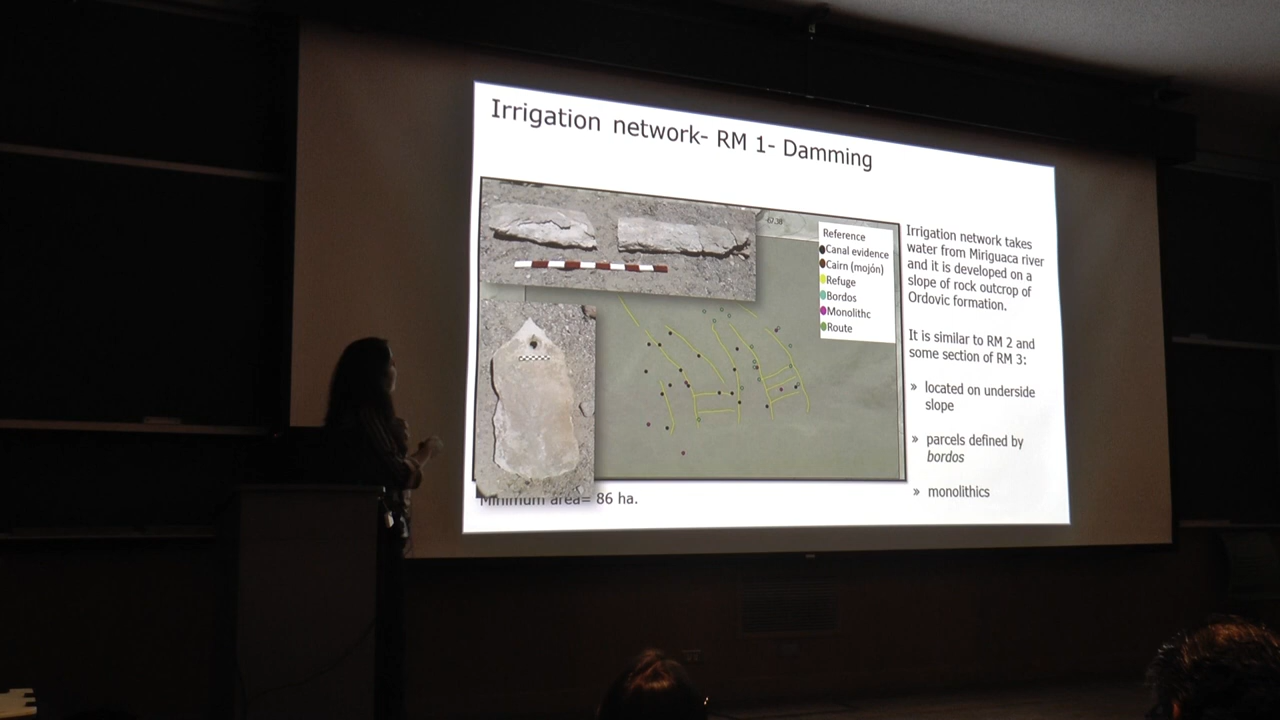 Irrigation network- RM 1- Damming
Reference
Canal evidence
Cairn (mojón)
Refuge
Bordos
Monolithc
Route
Minimum area= 86 ha.
Irrigation network takes
water from Miriguaca river
and it is developed on a
slope of rock outcrop of
Ordovic formation.
It is similar to RM 2 and
some section of RM 3:
» located on underside
slope
» parcels defined by
bordos
» monolithics